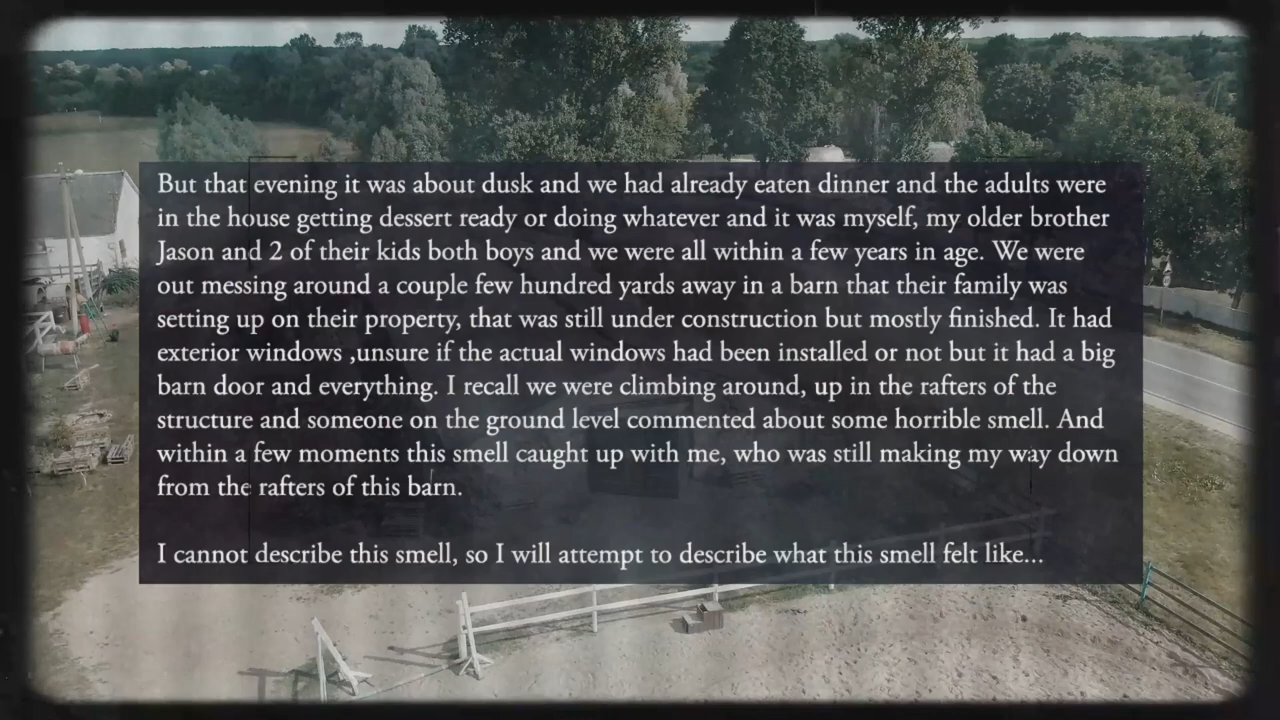 But that evening it was about dusk and we had already eaten dinner and the adults were
in the house getting dessert ready or doing whatever and it was myself, my older brother
Jason and 2 of their kids both boys and we were all within a few years in age. We were
out messing around a couple few hundred yards away in a barn that their family was
setting up on their property, that was still under construction but mostly finished. It had
exterior windows ,unsure if the actual windows had been installed or not but it had a big
barn door and everything. I recall we were climbing around, up in the rafters of the
structure and someone on the ground level commented about some horrible smell. And
within a few moments this smell caught up with me, who was still making my way down
from the rafters of this barn.
I cannot describe this smell, so I will attempt to describe what this smell felt like...